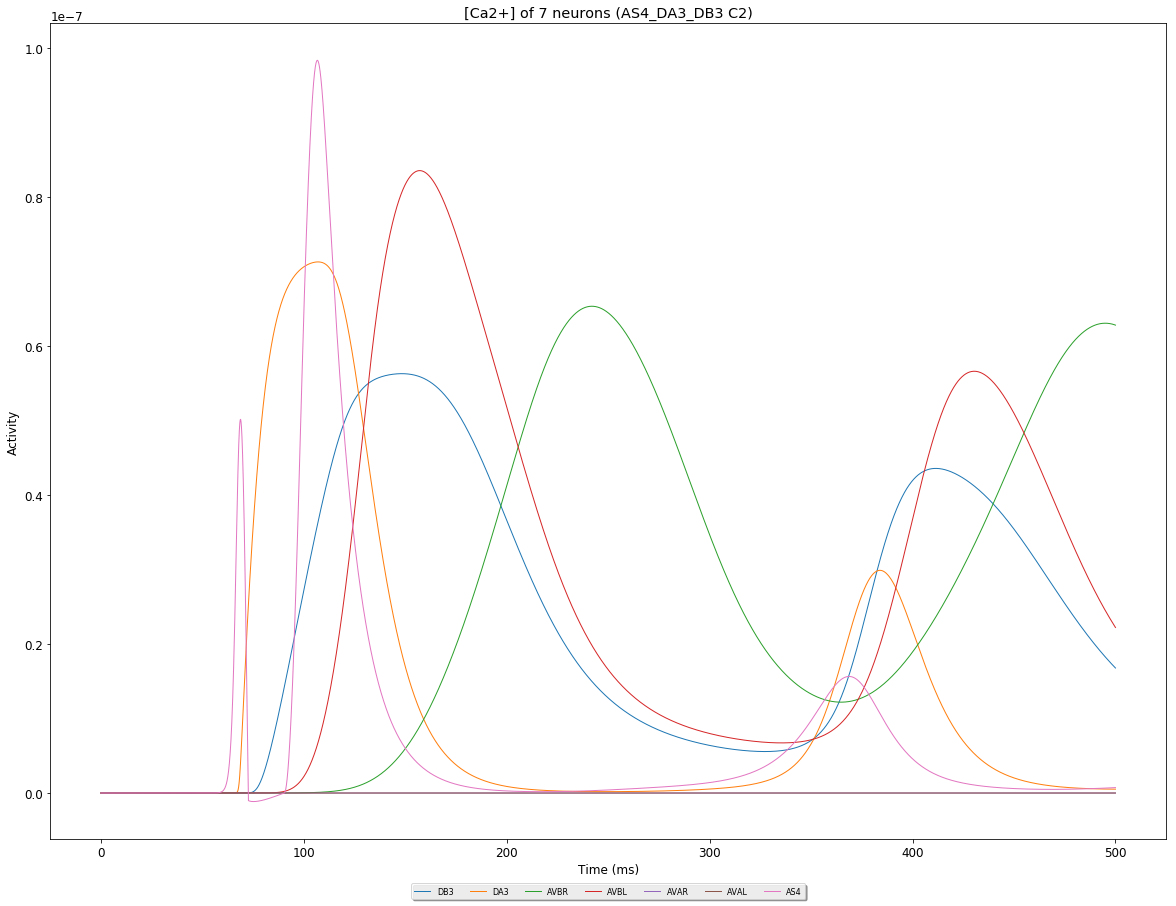 [Ca2+] of 7 neurons (AS4_DA3_DB3 C2)
1e−7
1.0
0.8
0.6
0.4
0.2
0.0
Activity
0 100 200 300 400 500
Time (ms)
DB3 DA3 AVBR AVBL AVAR AVAL AS4